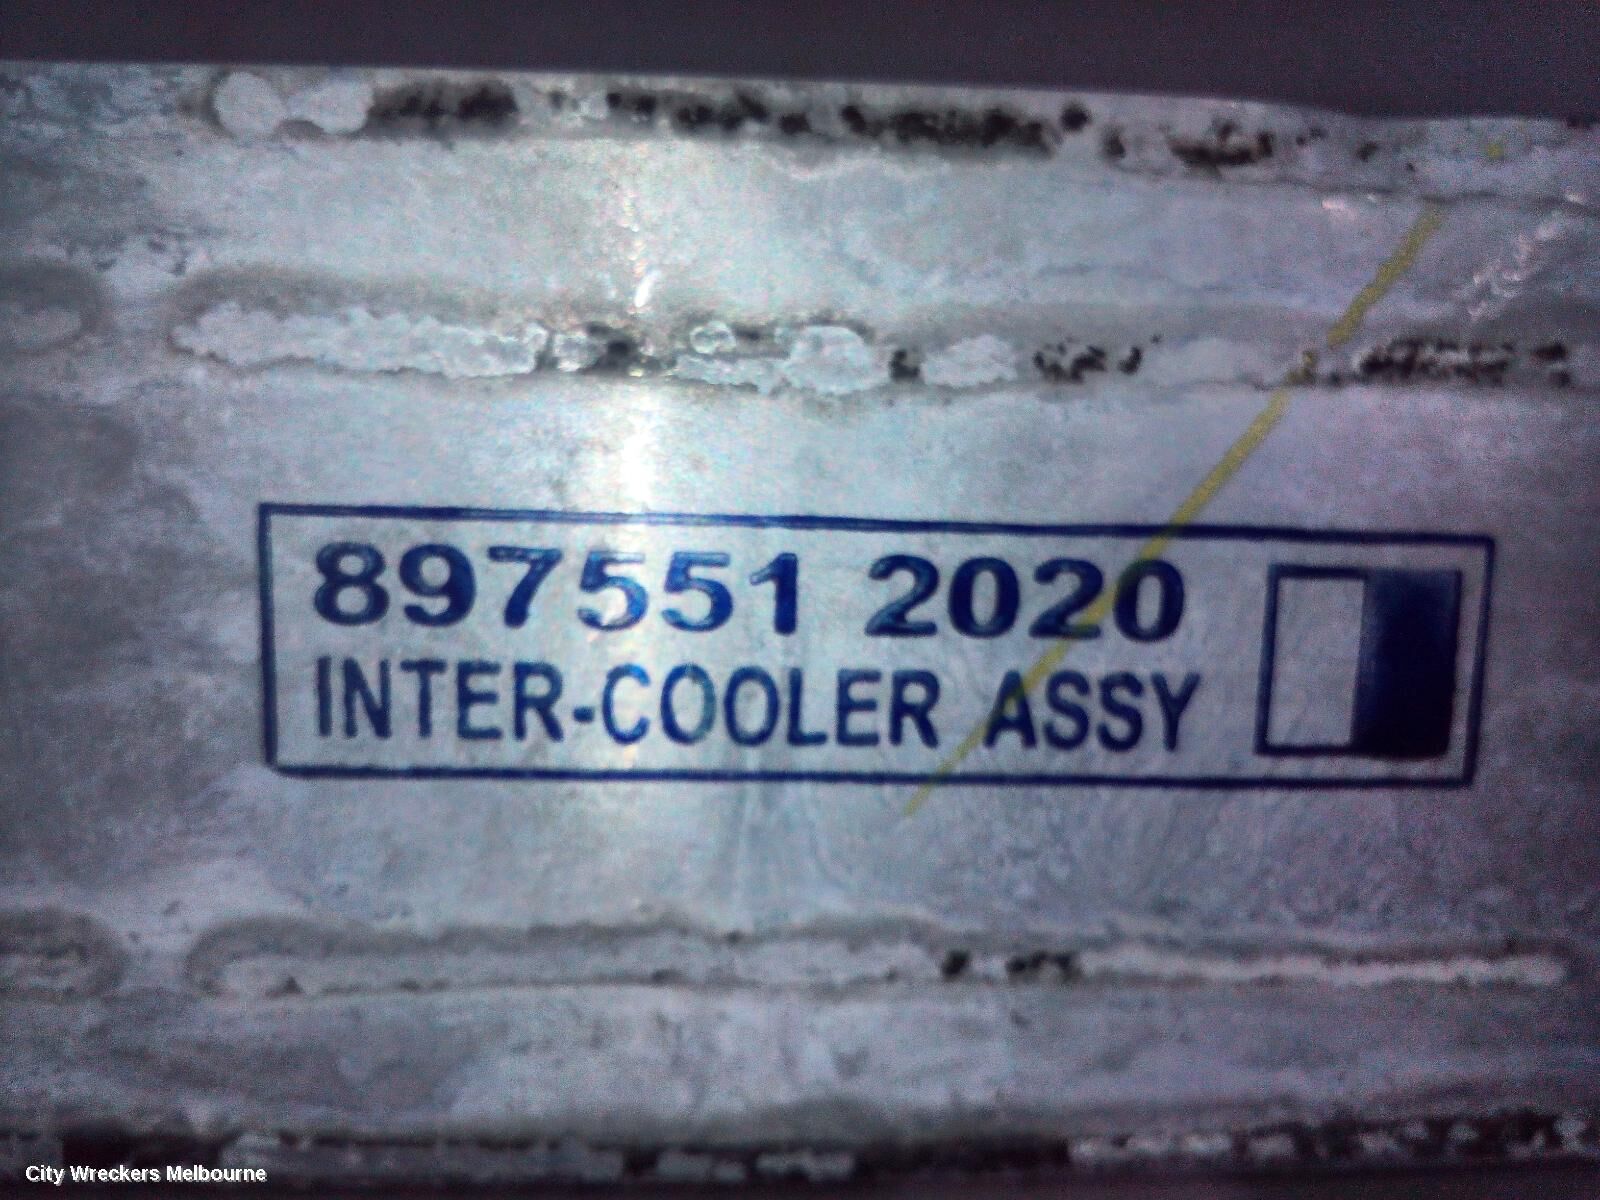 897551 2020
INTER-COOLER ASSY
City Wreckers Melbourne